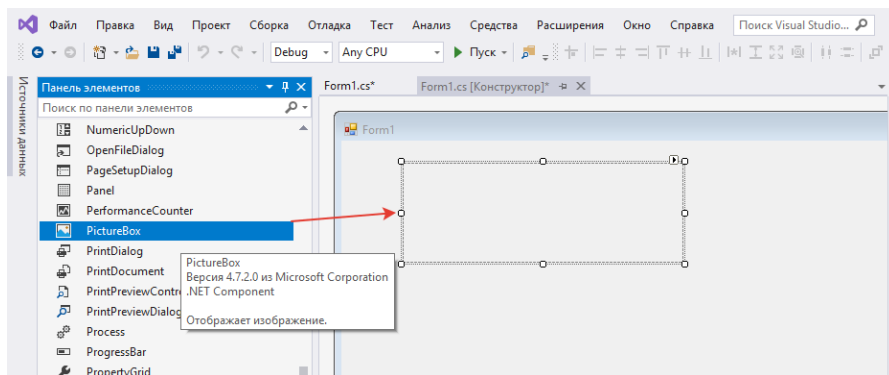 Файл Правка Вид Проект Сборка Отладка Тест Анализ Средства Расширения Окно Справка Поиск Visual Studio...
Debug Any CPU Пуск
Источники данных
Панель элементов
Form1.cs* Form1.cs [Конструктор]*
Поиск по панели элементов
Form1
NumericUpDown
OpenFileDialog
PageSetupDialog
Panel
PerformanceCounter
PictureBox
PrintDialog
PrintDocument
PrintPreviewContr
PrintPreviewDialog
Process
ProgressBar
PropertyGrid
PictureBox
Версия 4.7.2.0 из Microsoft Corporation
.NET Component
Отображает изображение.